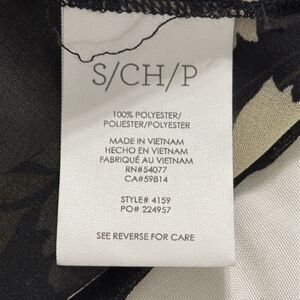 S/CH/P
100% POLYESTER/
POLIESTER/POLYESTER
MADE IN VIETNAM
HECHO EN VIETNAM
FABRIQUÉ AU VIETNAM
RN#54077
CA#59814
STYLE# 4159
PO# 224957
SEE REVERSE FOR CARE